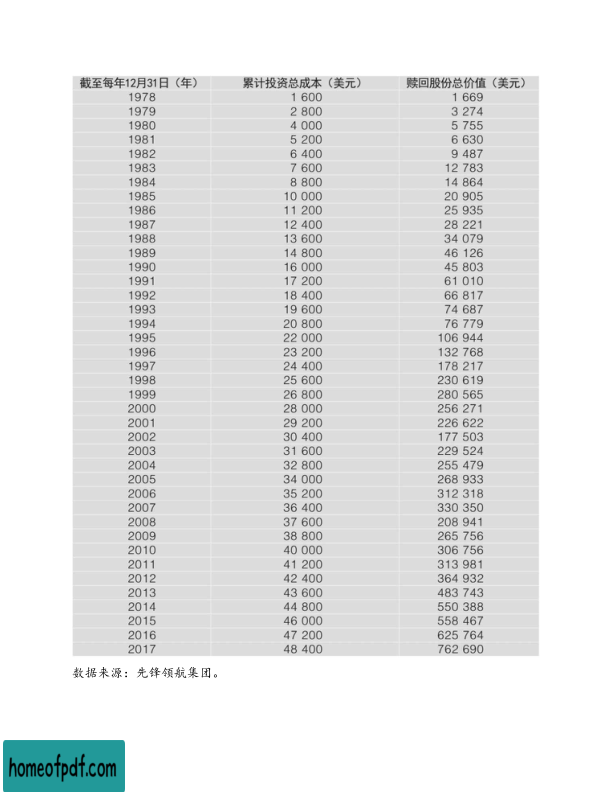 截至每年12月31日（年） 累计投资总成本（美元） 赎回股份总价值（美元）
1978 1 600 1 669
1979 2 800 3 274
1980 4 000 5 755
1981 5 200 6 630
1982 6 400 9 487
1983 7 600 12 783
1984 8 800 14 864
1985 10 000 20 905
1986 11 200 25 935
1987 12 400 28 221
1988 13 600 34 079
1989 14 800 46 126
1990 16 000 45 803
1991 17 200 61 010
1992 18 400 66 817
1993 19 600 74 687
1994 20 800 76 779
1995 22 000 106 944
1996 23 200 132 768
1997 24 400 178 217
1998 25 600 230 619
1999 26 800 280 565
2000 28 000 256 271
2001 29 200 226 622
2002 30 400 177 503
2003 31 600 229 524
2004 32 800 255 479
2005 34 000 268 933
2006 35 200 312 318
2007 36 400 330 350
2008 37 600 208 941
2009 38 800 265 756
2010 40 000 306 756
2011 41 200 313 981
2012 42 400 364 932
2013 43 600 483 743
2014 44 800 550 388
2015 46 000 558 467
2016 47 200 625 764
2017 48 400 762 690
数据来源：先锋领航集团。
homeofpdf.com